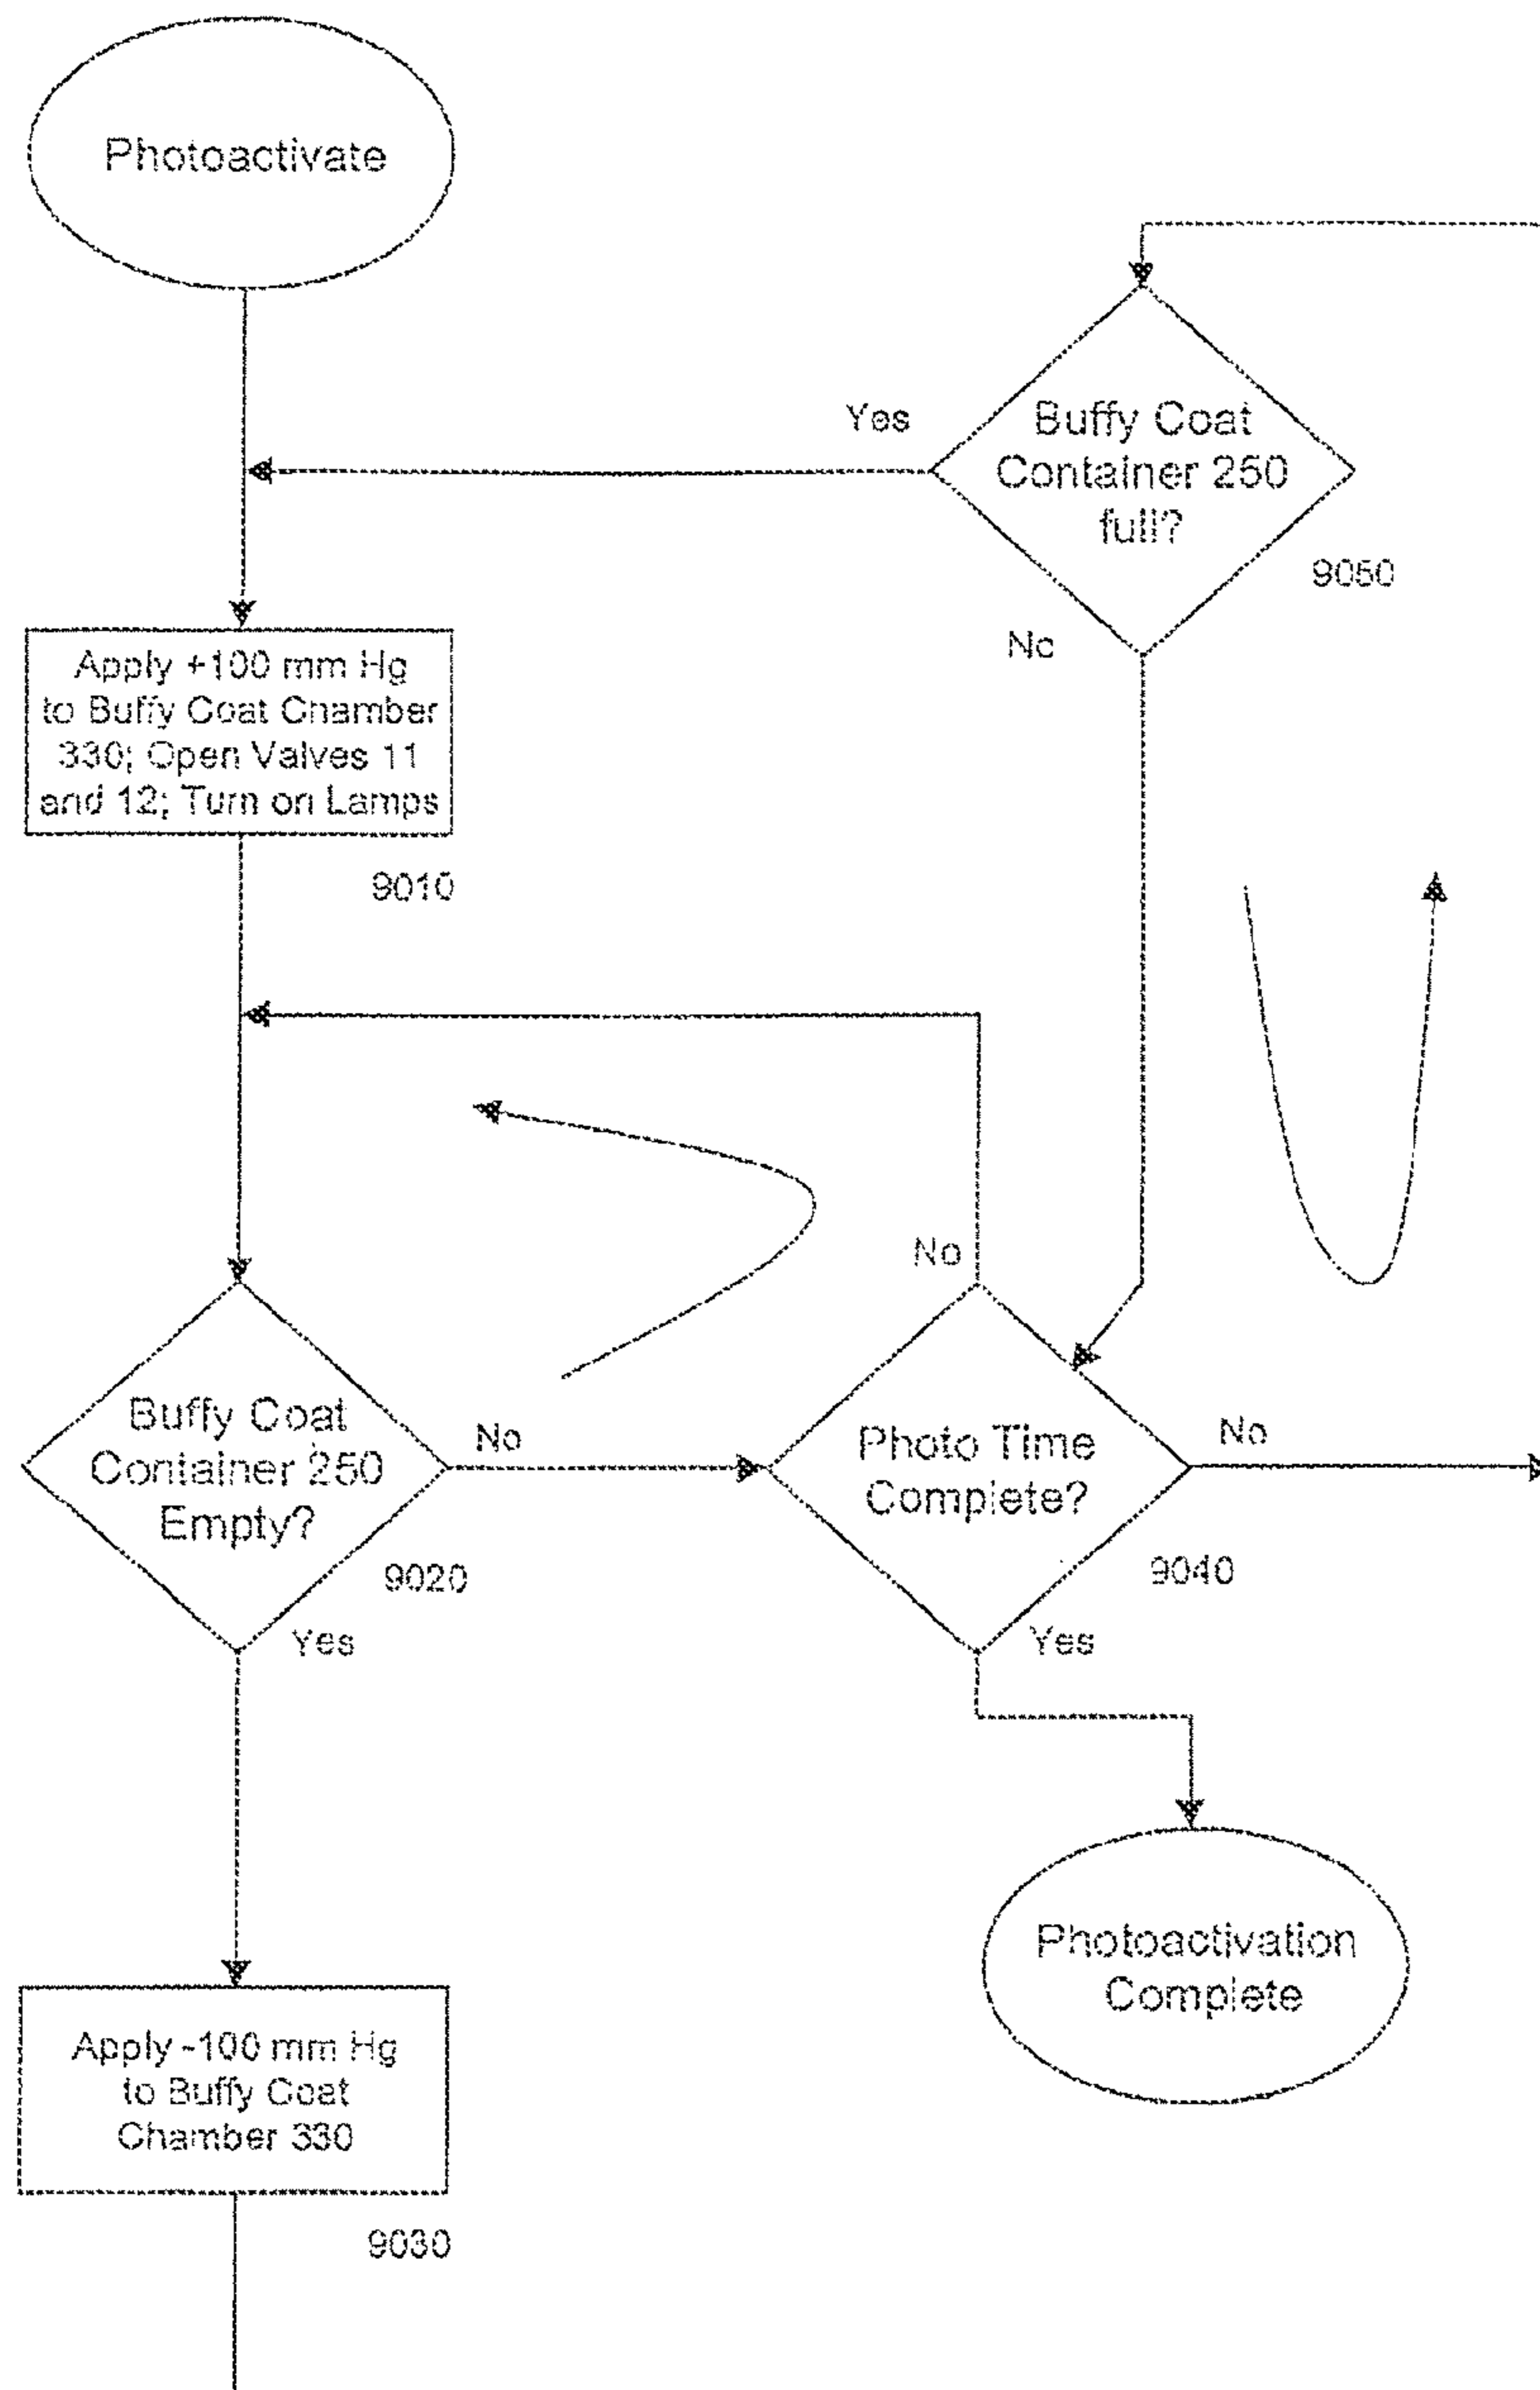 Photoactivate
Yes
Buffy Coat
Container 250
full?
9050
No
Apply +100 mm Hg
to Buffy Coat Chamber
330; Open Valves 11
and 12; Turn on Lamps
9010
No
Buffy Coat
Container 250
Empty?
9020
No
Yes
Photo Time
Complete?
9040
No
Yes
Photoactivation
Complete
Apply -100 mm Hg
to Buffy Coat
Chamber 330
9030